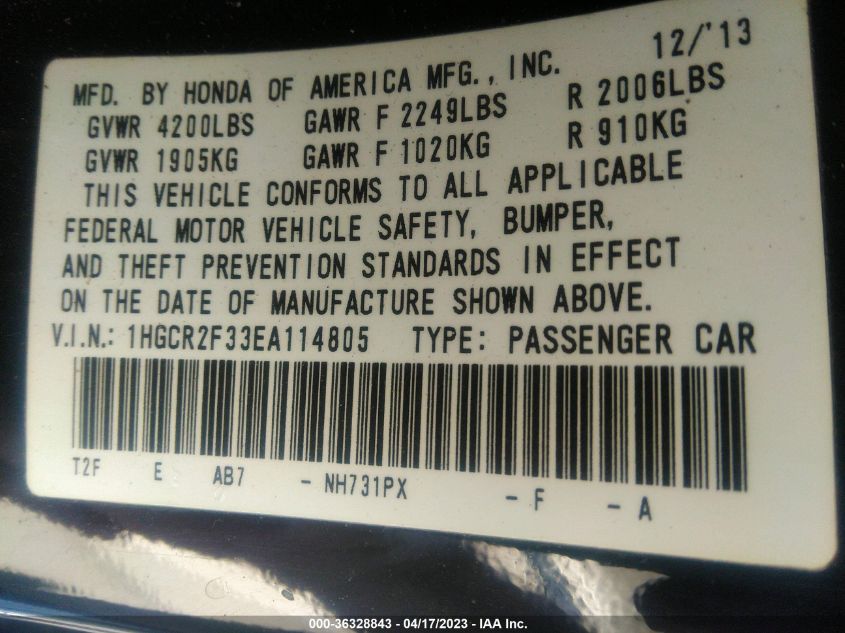 12/'13
MFD. BY HONDA OF AMERICA MFG., INC.
GVWR 4200LBS GAWR F 2249LBS R 2006LBS
GVWR 1905KG GAWR F 1020KG R 910KG
THIS VEHICLE CONFORMS TO ALL APPLICABLE
FEDERAL MOTOR VEHICLE SAFETY, BUMPER,
AND THEFT PREVENTION STANDARDS IN EFFECT
ON THE DATE OF MANUFACTURE SHOWN ABOVE.
V.I.N.: 1HGCR2F33EA114805 TYPE: PASSENGER CAR
T2F E AB7 - NH731PX - F - A
000-36328843 - 04/17/2023 - IAA Inc.